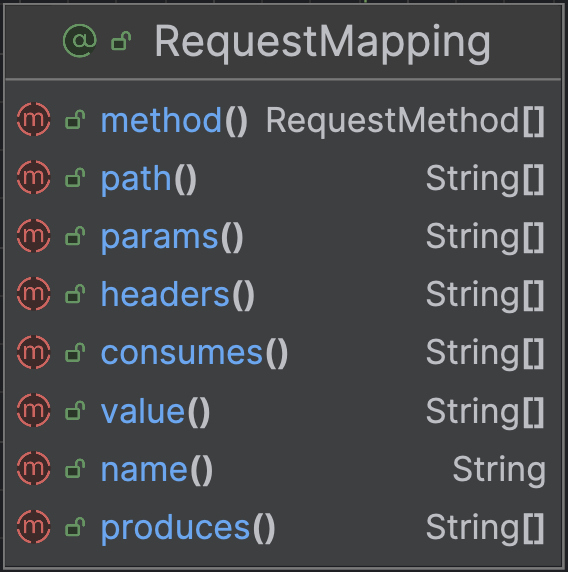 @ RequestMapping
m method() RequestMethod[]
m path() String[]
m params() String[]
m headers() String[]
m consumes() String[]
m value() String[]
m name() String
m produces() String[]